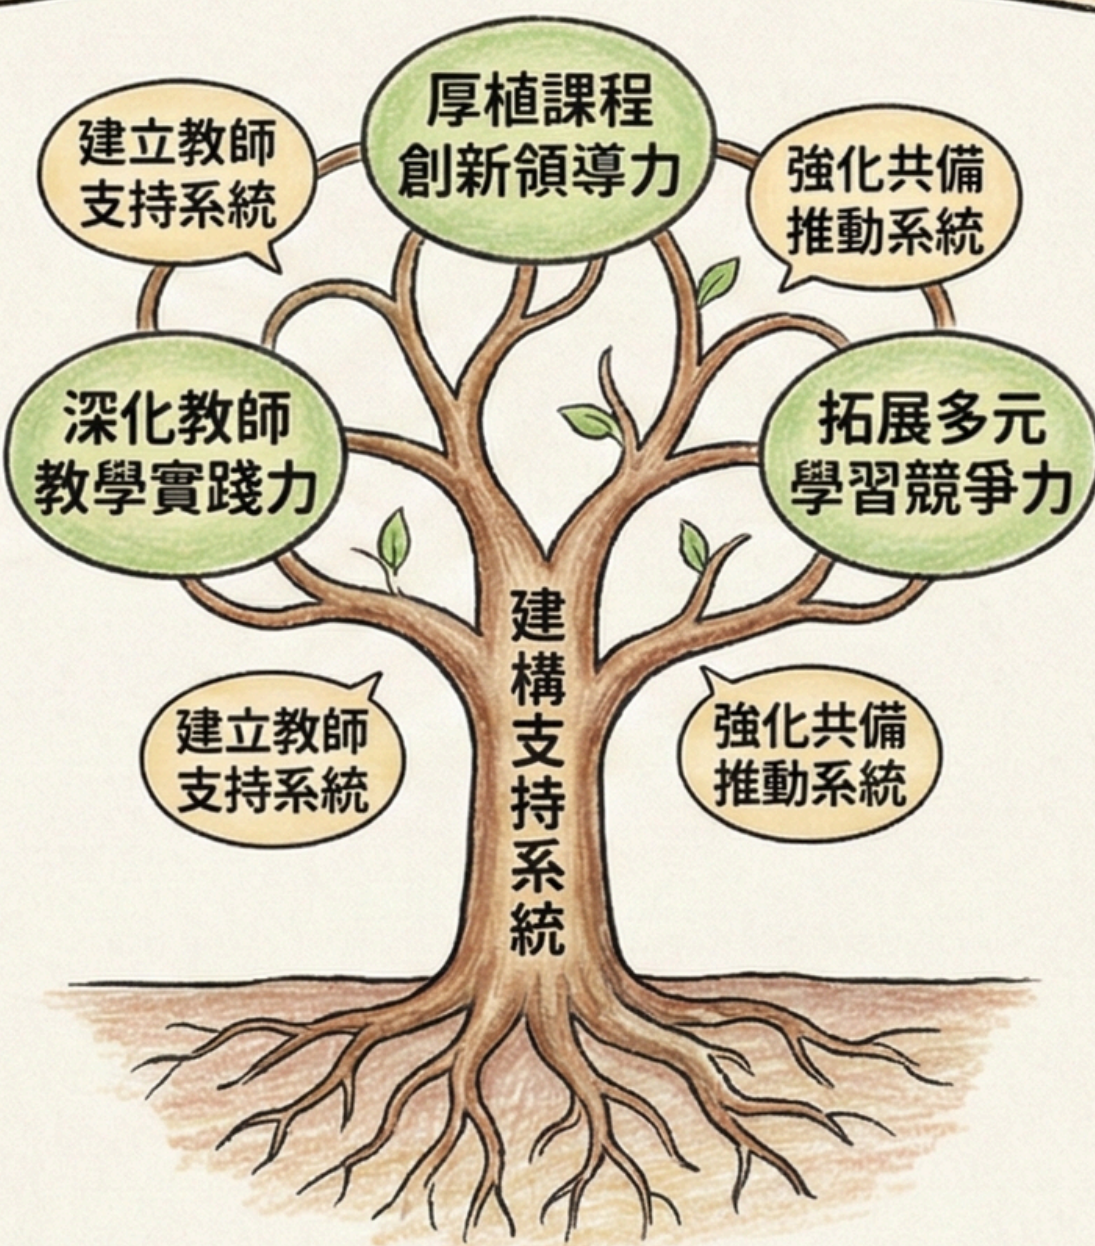 厚植課程
創新領導力
建立教師
支持系統
強化共備
推動系統
深化教師
教學實踐力
拓展多元
學習競爭力
建構支持系統
建立教師
支持系統
強化共備
推動系統